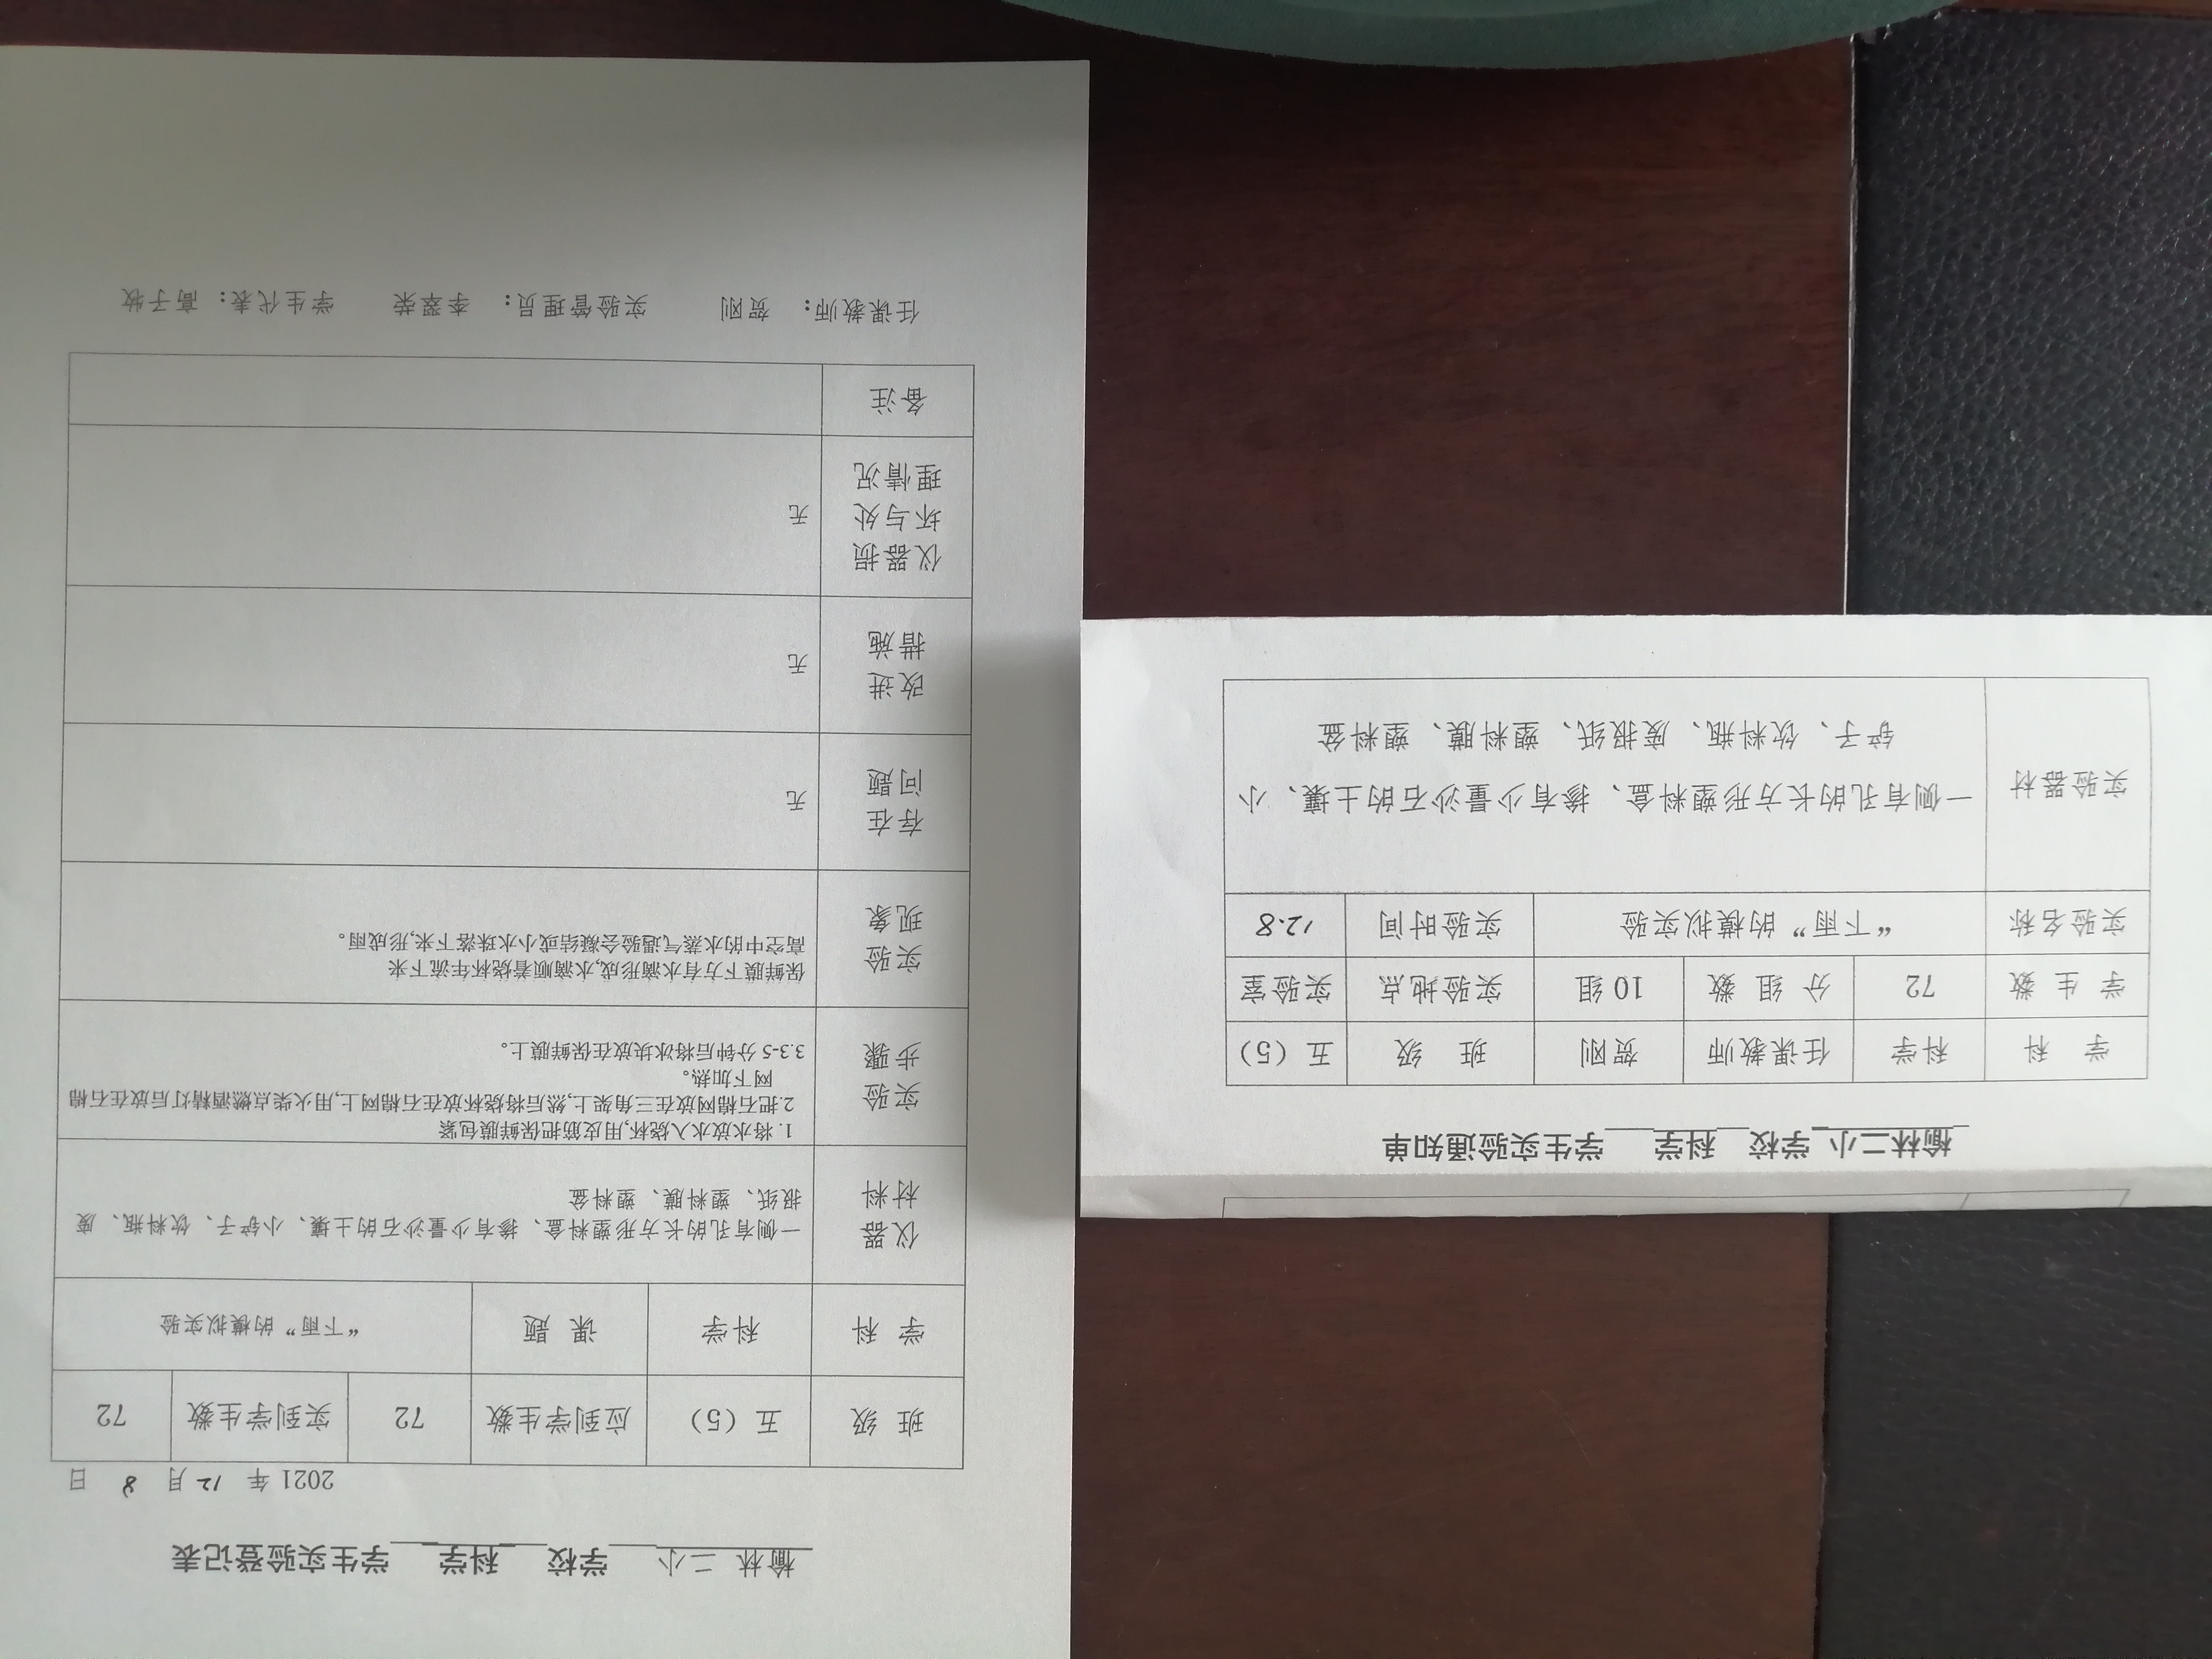 榆林二小 学校 科学 学生实验登记表
2021 年 12 月 8 日
班 级 五（5） 应到学生数 72 实到学生数 72
学 科 科学 课 题 “下雨”的模拟实验
仪器
材料
一侧有孔的长方形塑料盒、掺有少量沙石的土壤、小铲子、饮料瓶、废
报纸、塑料膜、塑料盆
实验
步骤
1. 将水放水入烧杯,用皮筋把保鲜膜包紧
2.把石棉网放在三角架上,然后将烧杯放在石棉网上,用火柴点燃酒精灯后放在石棉
网下加热。
3.3-5 分钟后将冰块放在保鲜膜上。
实验
现象
保鲜膜下方有水滴形成,水滴顺着烧杯车流下来
高空中的水蒸气遇验会凝结或小水珠落下来,形成雨。
存在
问题
无
改进
措施
无
仪器损
坏与处
理情况
无
备注
任课教师： 贺刚 实验管理员： 李翠荣 学生代表： 高子牧
榆林二小 学校 科学 学生实验通知单
学 科 科学 任课教师 贺刚 班 级 五（5）
学 生 数 72 分 组 数 10 组 实验地点 实验室
实验名称 “下雨”的模拟实验 实验时间 12.8
实验器材
一侧有孔的长方形塑料盒、掺有少量沙石的土壤、小
铲子、饮料瓶、废报纸、塑料膜、塑料盆